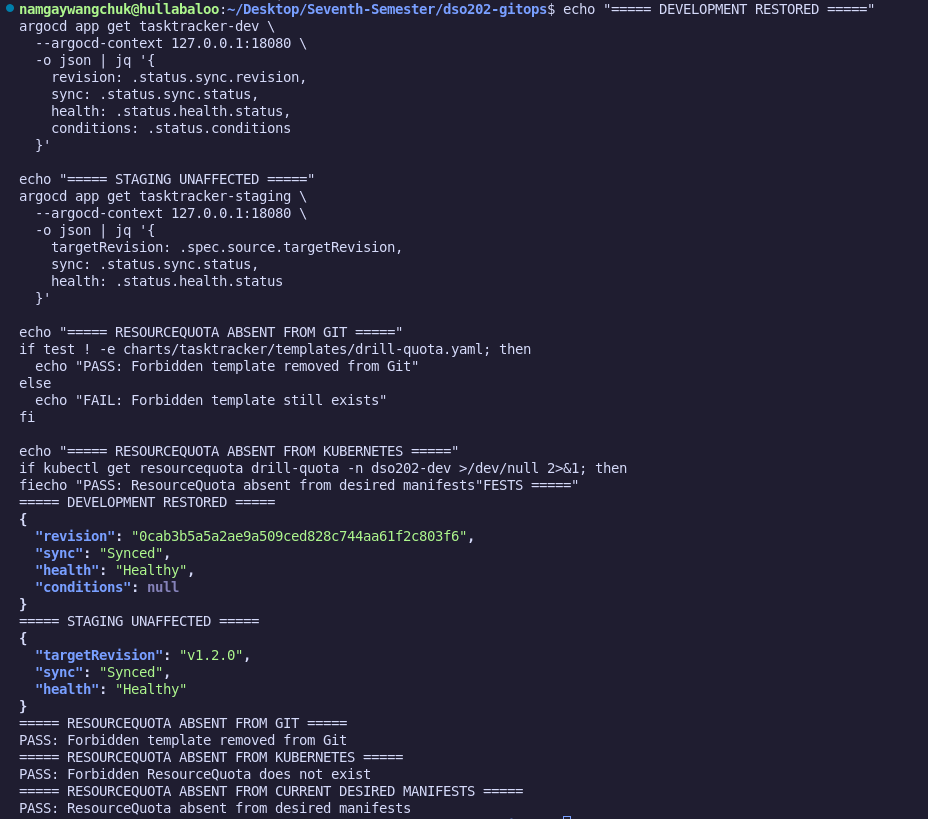 namgaywangchuk@hullabaloo:~/Desktop/Seventh-Semester/dso202-gitops$ echo "===== DEVELOPMENT RESTORED ====="
argocd app get tasktracker-dev \
  --argocd-context 127.0.0.1:18080 \
  -o json | jq '{
    revision: .status.sync.revision,
    sync: .status.sync.status,
    health: .status.health.status,
    conditions: .status.conditions
  }'

echo "===== STAGING UNAFFECTED ====="
argocd app get tasktracker-staging \
  --argocd-context 127.0.0.1:18080 \
  -o json | jq '{
    targetRevision: .spec.source.targetRevision,
    sync: .status.sync.status,
    health: .status.health.status
  }'

echo "===== RESOURCEQUOTA ABSENT FROM GIT ====="
if test ! -e charts/tasktracker/templates/drill-quota.yaml; then
  echo "PASS: Forbidden template removed from Git"
else
  echo "FAIL: Forbidden template still exists"
fi

echo "===== RESOURCEQUOTA ABSENT FROM KUBERNETES ====="
if kubectl get resourcequota drill-quota -n dso202-dev >/dev/null 2>&1; then
fiecho "PASS: ResourceQuota absent from desired manifests"FESTS ====="
===== DEVELOPMENT RESTORED =====
{
  "revision": "0cab3b5a5a2ae9a509ced828c744aa61f2c803f6",
  "sync": "Synced",
  "health": "Healthy",
  "conditions": null
}
===== STAGING UNAFFECTED =====
{
  "targetRevision": "v1.2.0",
  "sync": "Synced",
  "health": "Healthy"
}
===== RESOURCEQUOTA ABSENT FROM GIT =====
PASS: Forbidden template removed from Git
===== RESOURCEQUOTA ABSENT FROM KUBERNETES =====
PASS: Forbidden ResourceQuota does not exist
===== RESOURCEQUOTA ABSENT FROM CURRENT DESIRED MANIFESTS =====
PASS: ResourceQuota absent from desired manifests